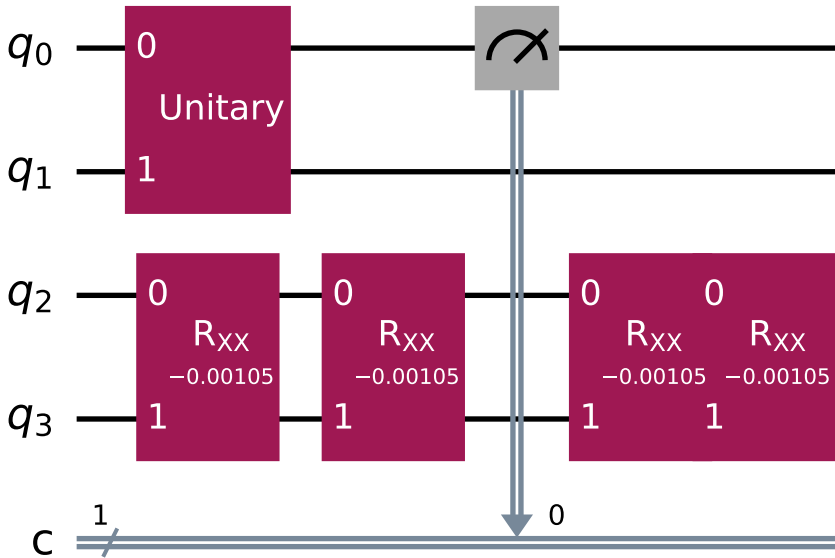 q0 0
Unitary
q1 1
q2 0 0 0 0
RXX RXX RXX RXX
−0.00105 −0.00105 −0.00105 −0.00105
q3 1 1 1 1
1 0
c